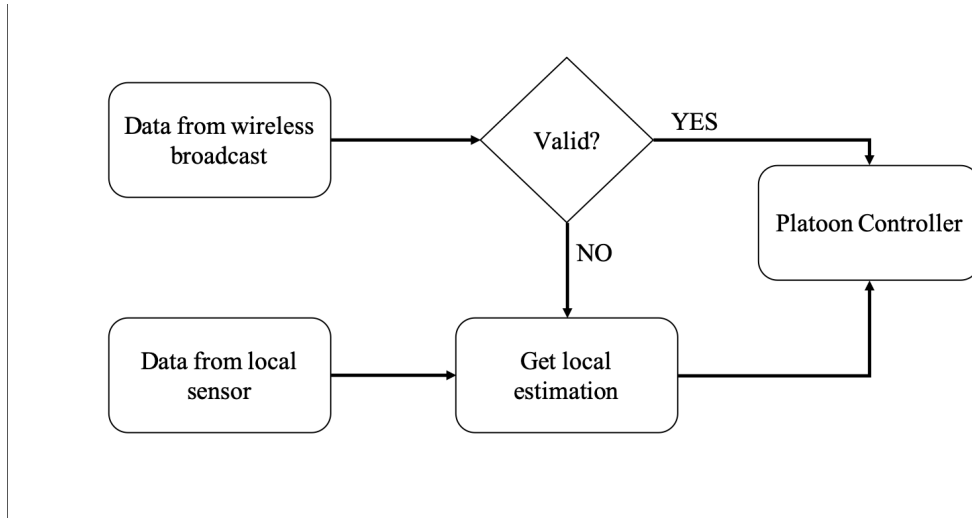 Data from wireless
broadcast
Valid?
YES
Platoon Controller
NO
Data from local
sensor
Get local
estimation